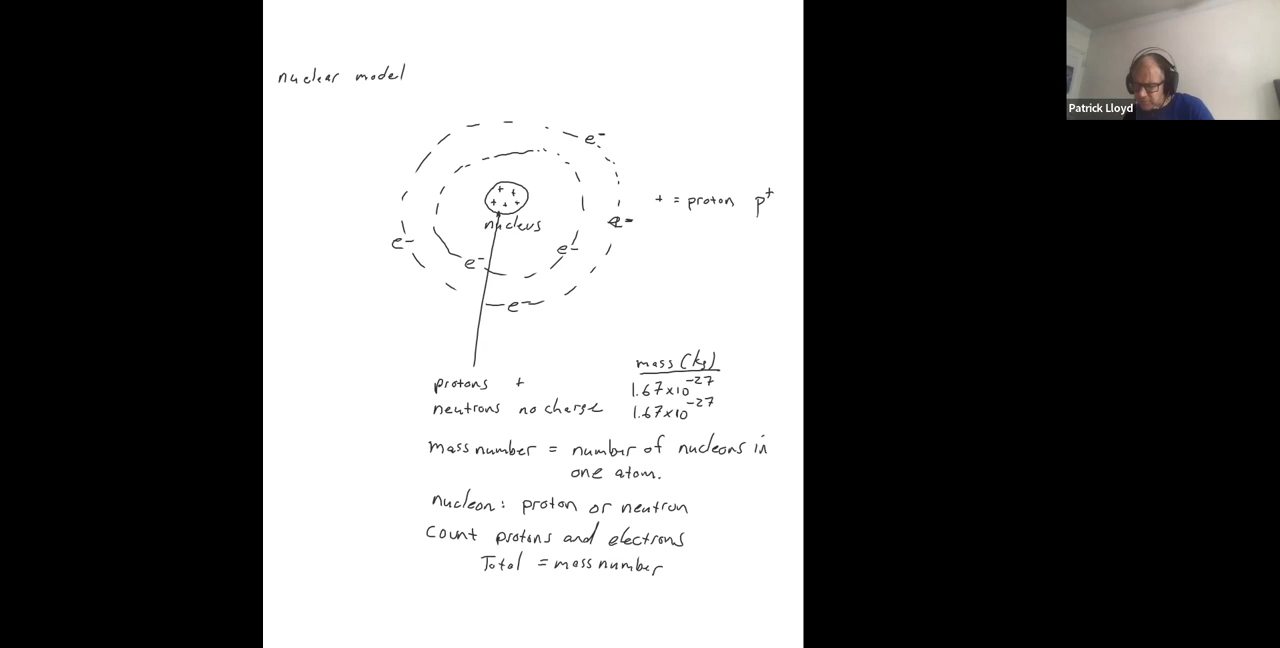 nuclear model
e-
+ + + + +
+ = proton p+
nucleus
e-
e-
e-
e-
e-
mass (kg)
protons + 1.67x10-27
neutrons no charge 1.67x10-27
mass number = number of nucleons in
one atom.
nucleon: proton or neutron
Count protons and electrons
Total = mass number
Patrick Lloyd